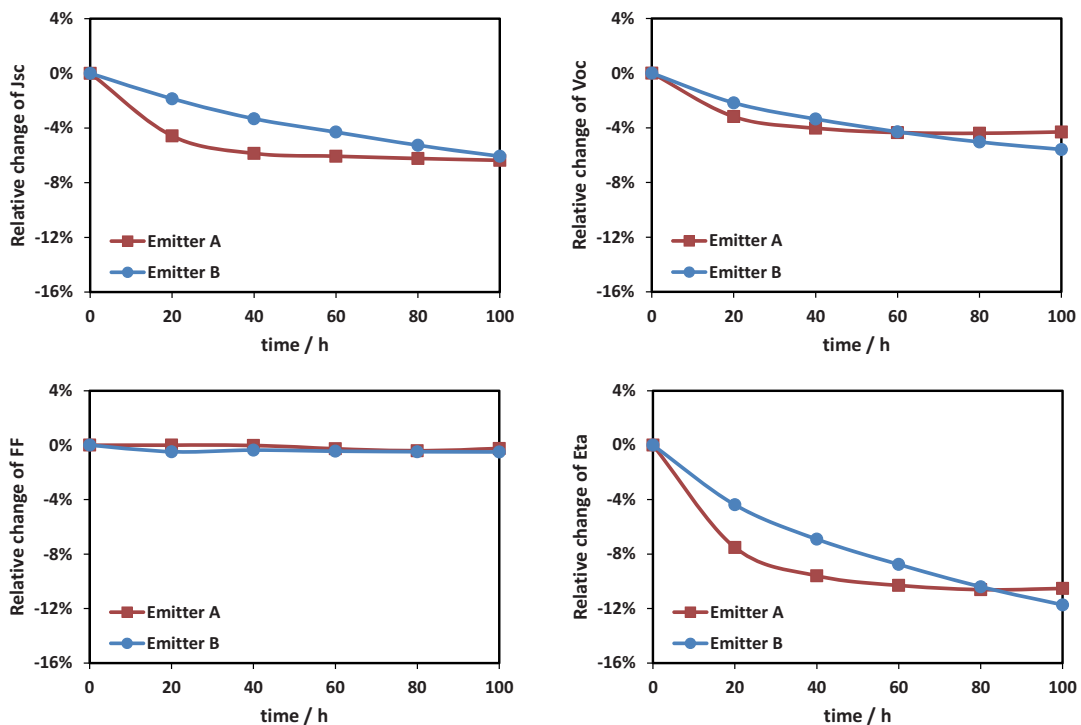 4%
0%
-4%
-8%
-12%
-16%
Relative change of Jsc
Emitter A
Emitter B
0 20 40 60 80 100
time / h
4%
0%
-4%
-8%
-12%
-16%
Relative change of Voc
Emitter A
Emitter B
0 20 40 60 80 100
time / h
4%
0%
-4%
-8%
-12%
-16%
Relative change of FF
Emitter A
Emitter B
0 20 40 60 80 100
time / h
4%
0%
-4%
-8%
-12%
-16%
Relative change of Eta
Emitter A
Emitter B
0 20 40 60 80 100
time / h